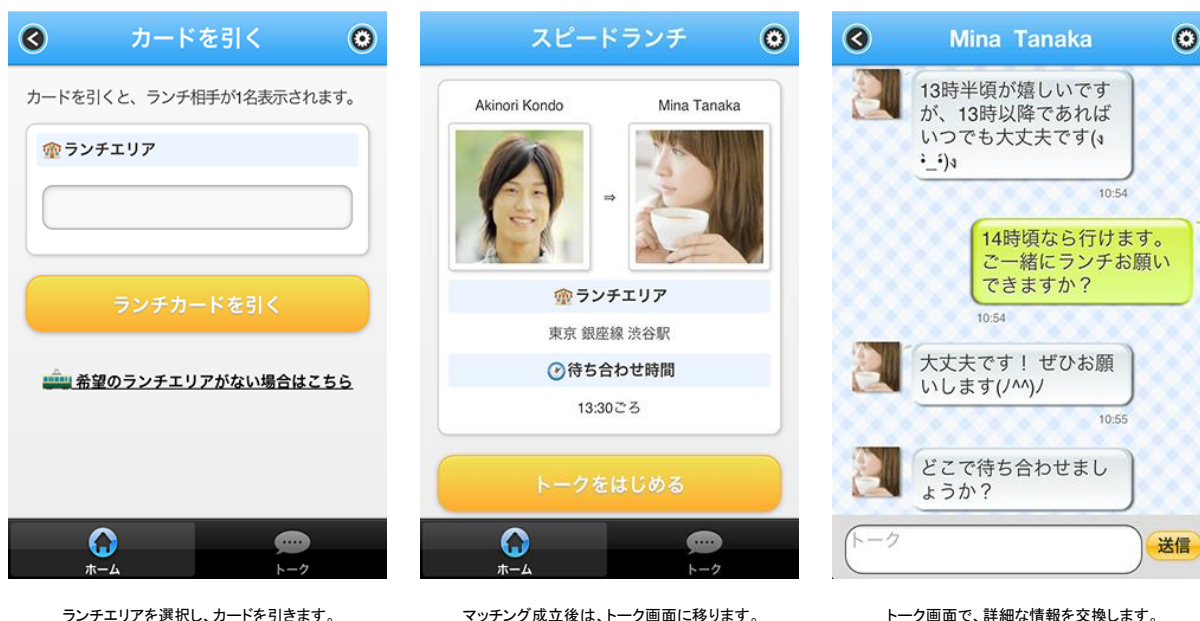 カードを引く
カードを引くと、ランチ相手が1名表示されます。
ランチエリア
ランチカードを引く
希望のランチエリアがない場合はこちら
ホーム
トーク
ランチエリアを選択し、カードを引きます。
スピードランチ
Akinori Kondo
Mina Tanaka
⇒
ランチエリア
東京 銀座線 渋谷駅
待ち合わせ時間
13:30ごろ
トークをはじめる
ホーム
トーク
マッチング成立後は、トーク画面に移ります。
Mina Tanaka
13時半頃が嬉しいです
が、13時以降であれば
いつでも大丈夫です(ง
•̀_•́)ง
10:54
14時頃なら行けます。
ご一緒にランチお願い
できますか？
10:54
大丈夫です！ ぜひお願
いします(ノ^^)ノ
10:55
どこで待ち合わせまし
ょうか？
トーク
送信
トーク画面で、詳細な情報を交換します。